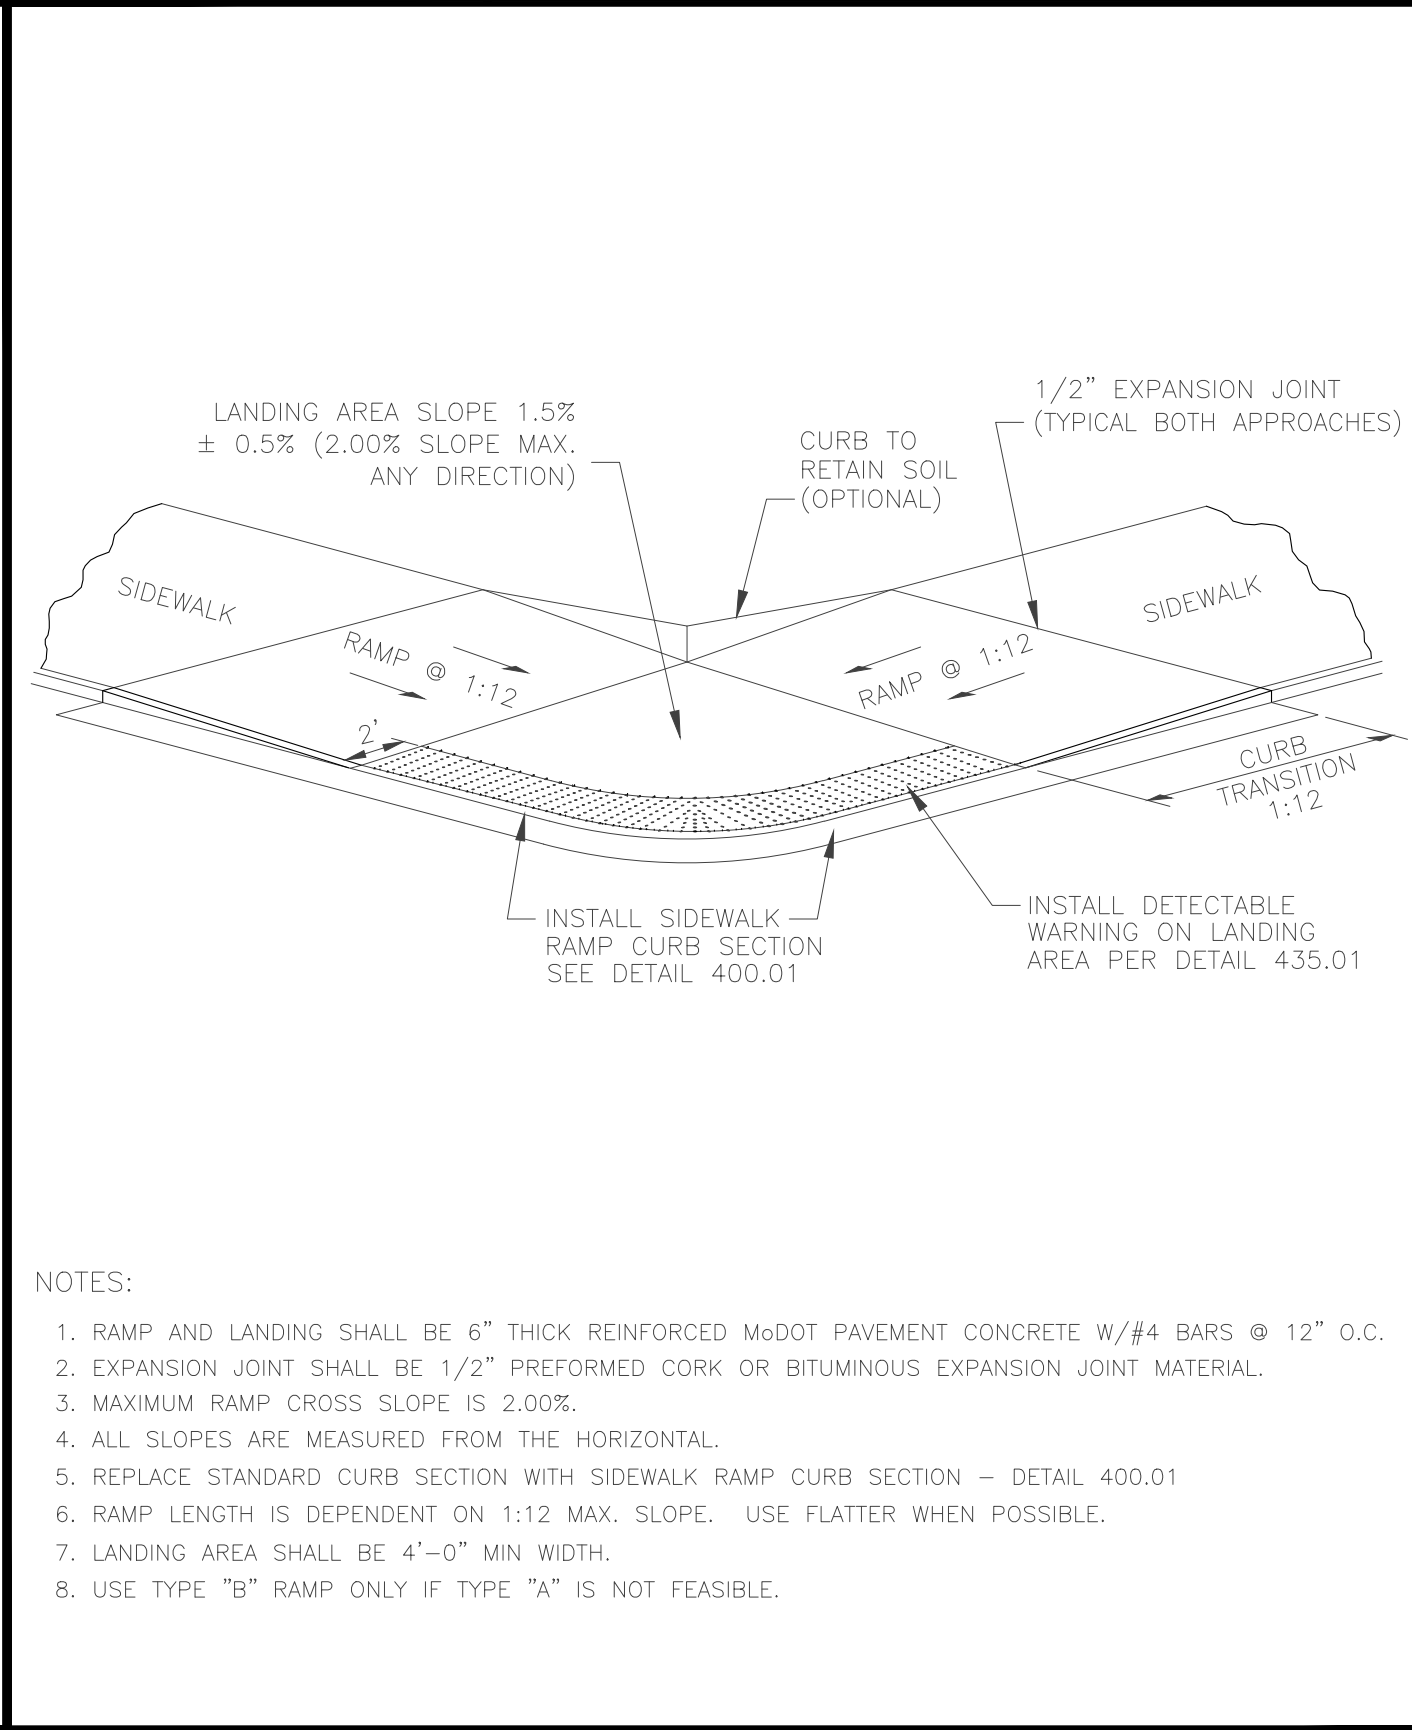 LANDING AREA SLOPE 1.5%
± 0.5% (2.00% SLOPE MAX.
ANY DIRECTION)
CURB TO
RETAIN SOIL
(OPTIONAL)
1/2" EXPANSION JOINT
(TYPICAL BOTH APPROACHES)
SIDEWALK
SIDEWALK
RAMP @ 1:12
RAMP @ 1:12
2'
CURB
TRANSITION
1:12
INSTALL SIDEWALK
RAMP CURB SECTION
SEE DETAIL 400.01
INSTALL DETECTABLE
WARNING ON LANDING
AREA PER DETAIL 435.01
NOTES:
1. RAMP AND LANDING SHALL BE 6" THICK REINFORCED MoDOT PAVEMENT CONCRETE W/#4 BARS @ 12" O.C.
2. EXPANSION JOINT SHALL BE 1/2" PREFORMED CORK OR BITUMINOUS EXPANSION JOINT MATERIAL.
3. MAXIMUM RAMP CROSS SLOPE IS 2.00%.
4. ALL SLOPES ARE MEASURED FROM THE HORIZONTAL.
5. REPLACE STANDARD CURB SECTION WITH SIDEWALK RAMP CURB SECTION – DETAIL 400.01
6. RAMP LENGTH IS DEPENDENT ON 1:12 MAX. SLOPE. USE FLATTER WHEN POSSIBLE.
7. LANDING AREA SHALL BE 4'–0" MIN WIDTH.
8. USE TYPE "B" RAMP ONLY IF TYPE "A" IS NOT FEASIBLE.